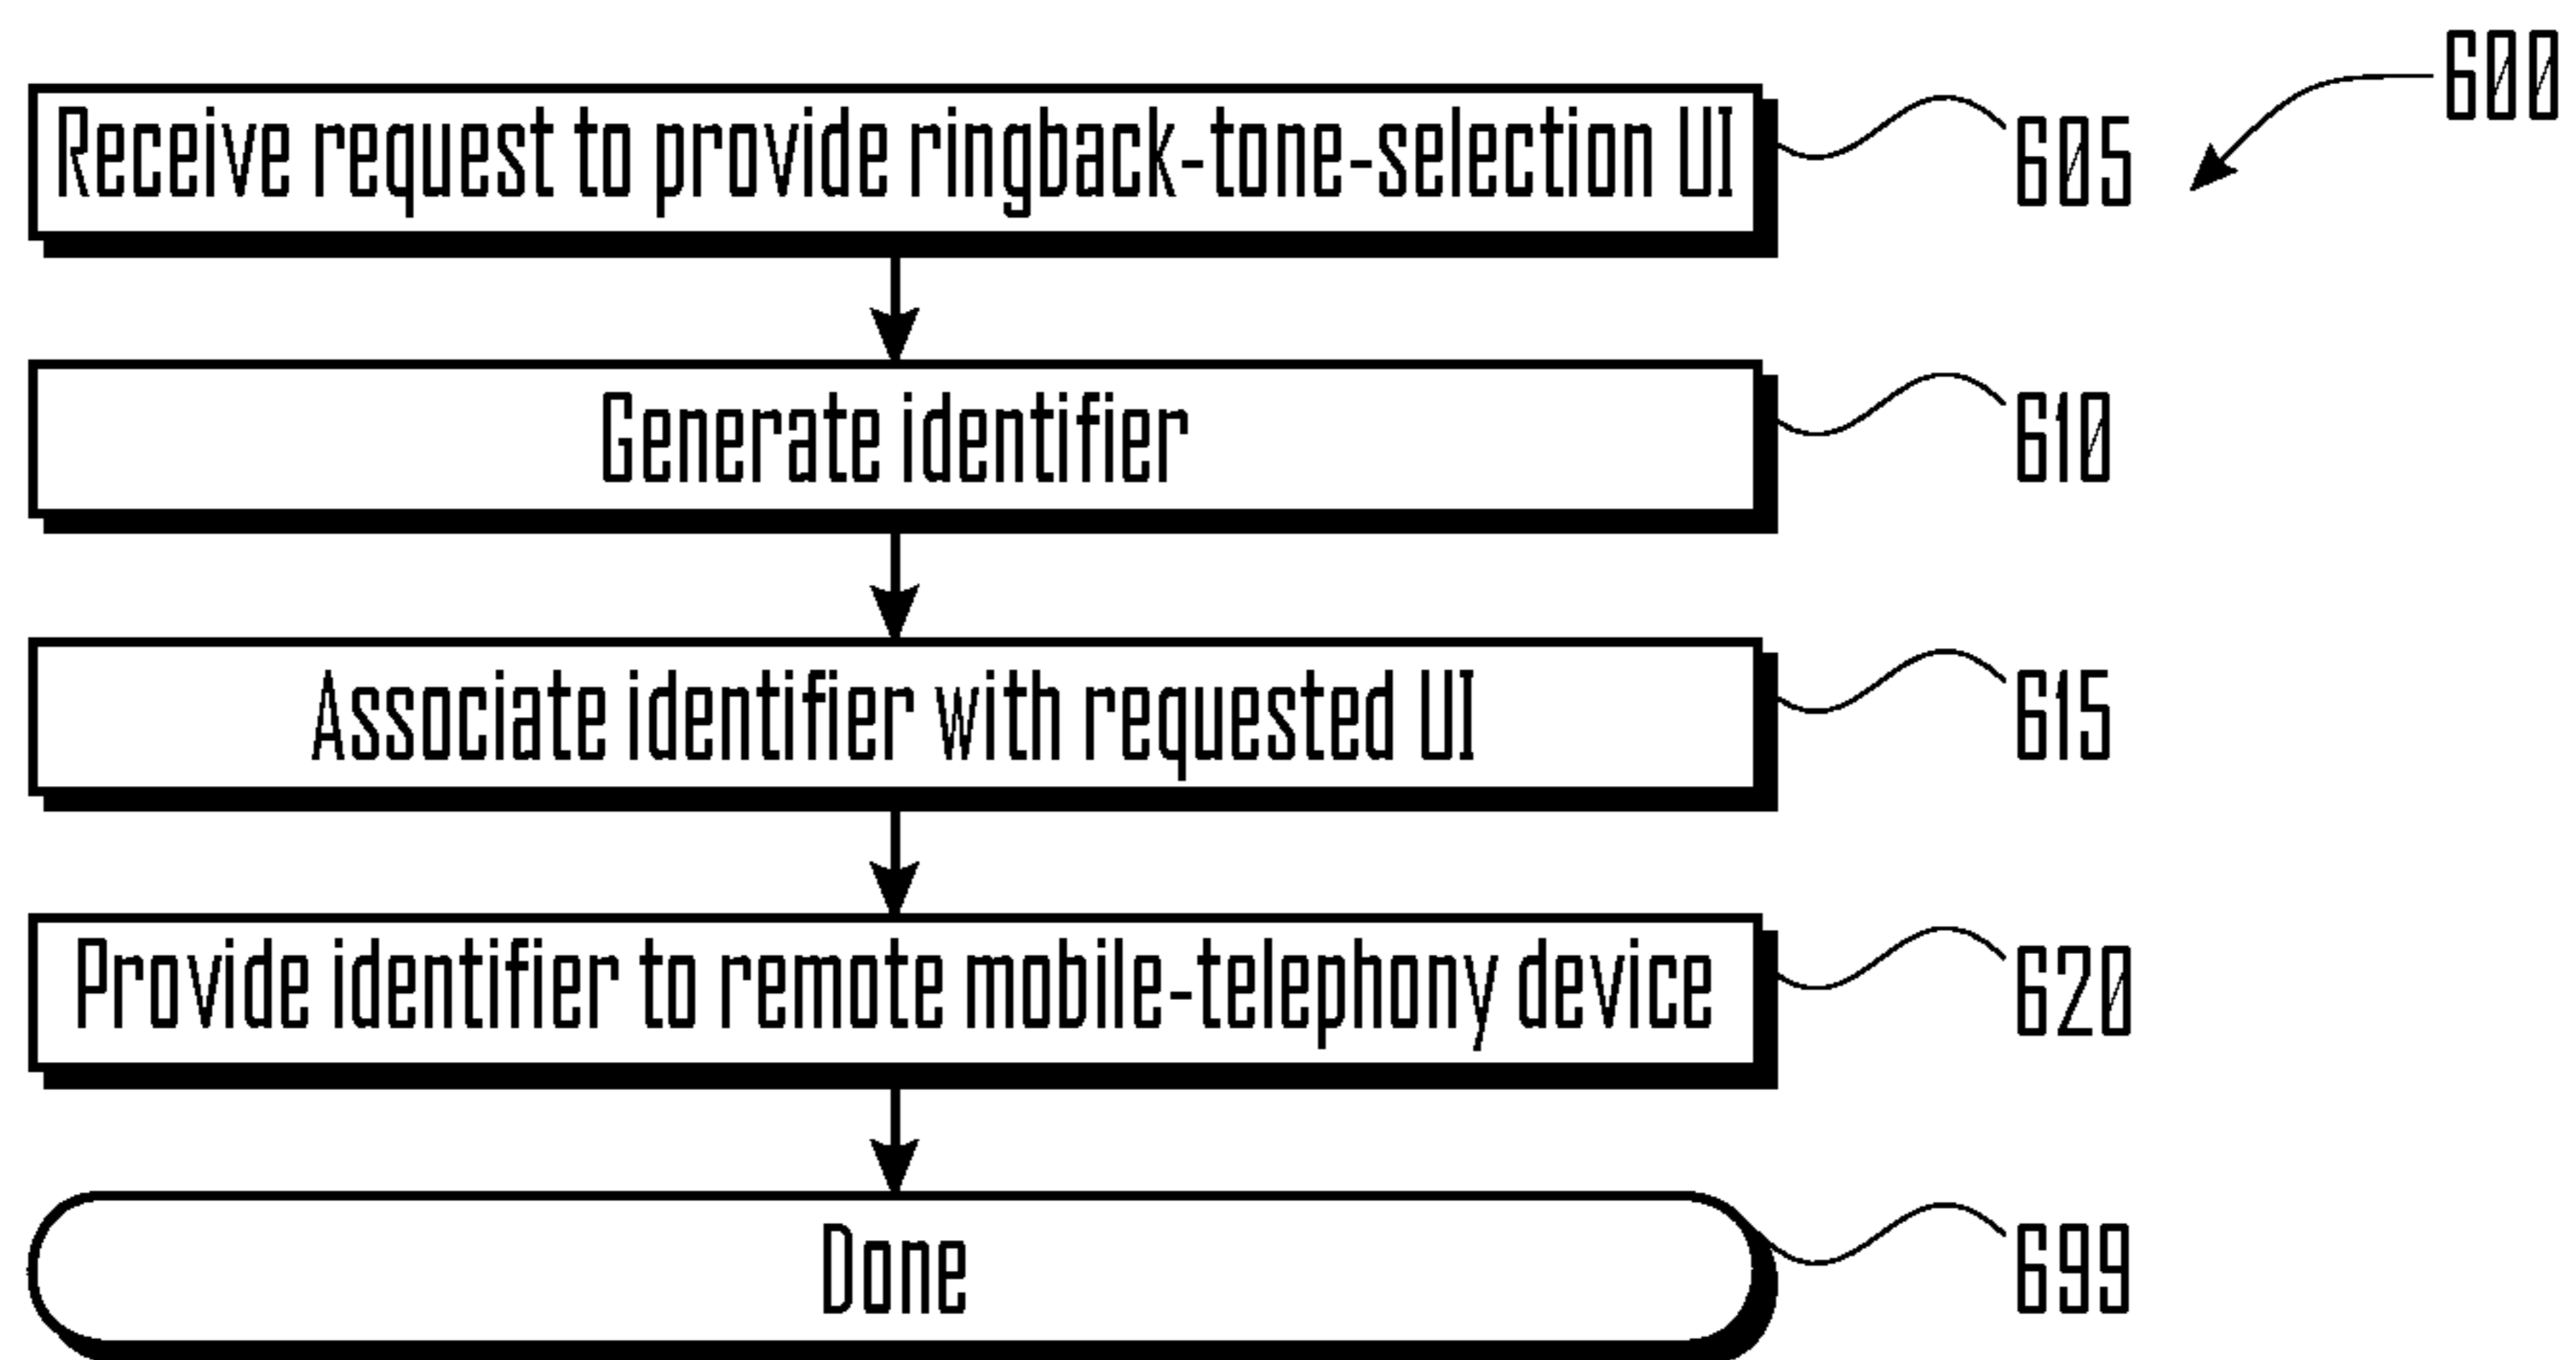 600
Receive request to provide ringback-tone-selection UI
605
Generate identifier
610
Associate identifier with requested UI
615
Provide identifier to remote mobile-telephony device
620
Done
699